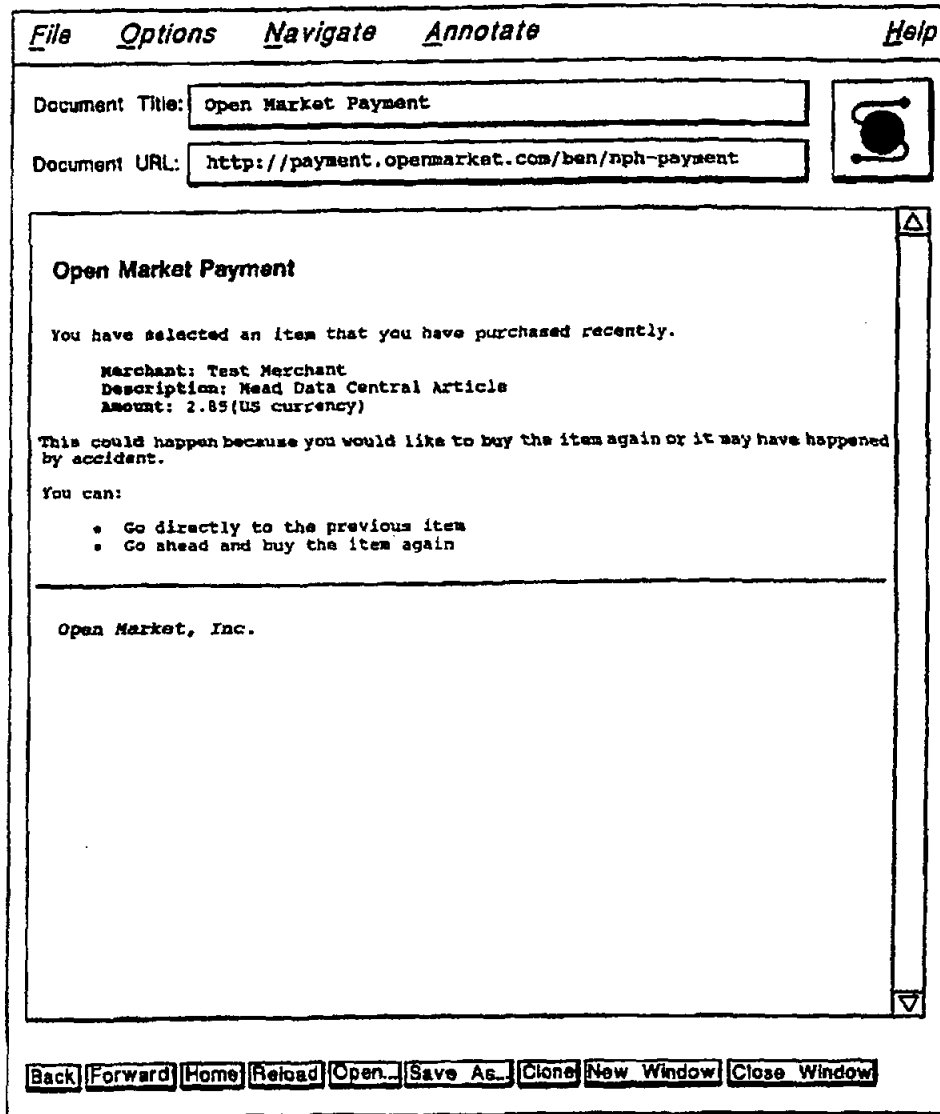 File Options Navigate Annotate Help
Document Title: Open Market Payment
Document URL: http://payment.openmarket.com/ben/nph-payment
Open Market Payment
You have selected an item that you have purchased recently.
Merchant: Test Merchant
Description: Mead Data Central Article
Amount: 2.85(US currency)
This could happen because you would like to buy the item again or it may have happened
by accident.
You can:
• Go directly to the previous item
• Go ahead and buy the item again
Open Market, Inc.
Back Forward Home Reload Open... Save As... Clone New Window Close Window